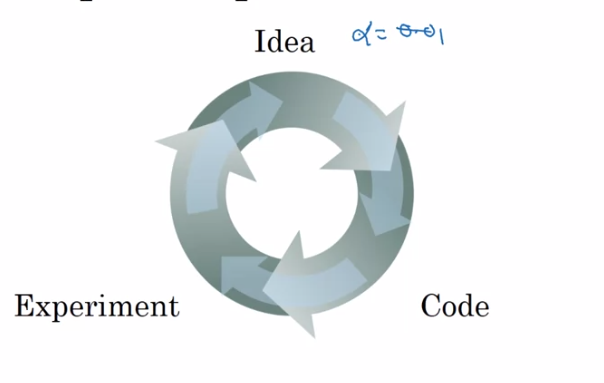 Idea
α = 0.01
Experiment
Code